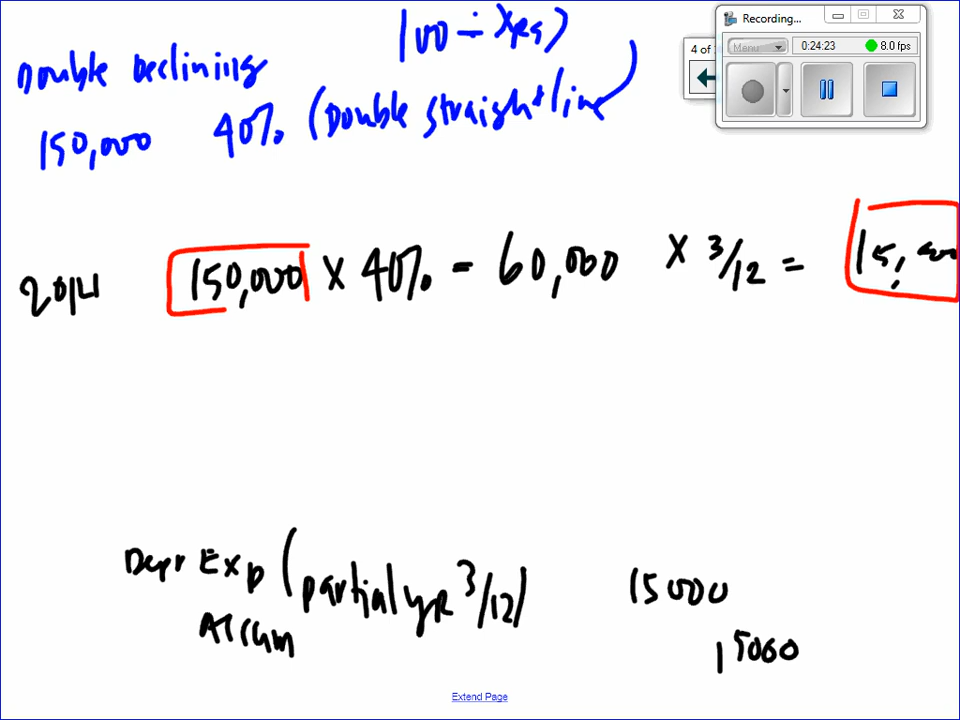 Recording...
Menu
0:24:23
8.0 fps
4 of
Double Declining
(100 ÷ yrs)
150,000 40% (Double straight line)
2014 150,000 x 40% = 60,000 x 3/12 = 15,000
Depr Exp (partial yr 3/12) 15000
Accum 15000
Extend Page